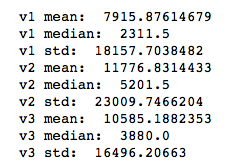 v1 mean:  7915.87614679
v1 median:  2311.5
v1 std:  18157.7038482
v2 mean:  11776.8314433
v2 median:  5201.5
v2 std:  23009.7466204
v3 mean:  10585.1882353
v3 median:  3880.0
v3 std:  16496.20663